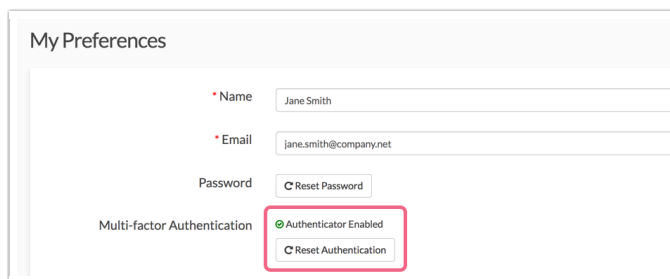 My Preferences
* Name
Jane Smith
* Email
jane.smith@company.net
Password
Reset Password
Multi-factor Authentication
Authenticator Enabled
Reset Authentication